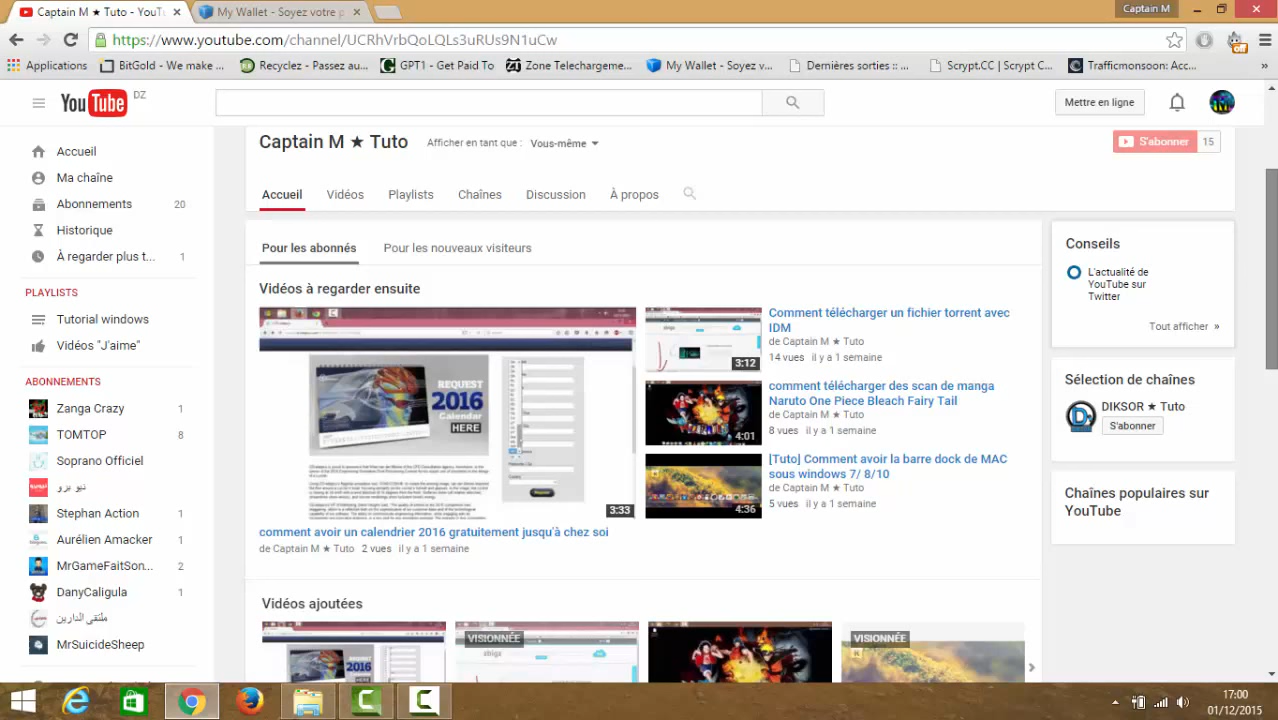 Captain M ★ Tuto - YouTu
My Wallet - Soyez votre p
Captain M
https://www.youtube.com/channel/UCRhVrbQoLQLs3uRUs9N1uCw
Applications
BitGold - We make ...
Recyclez - Passez au...
GPT1 - Get Paid To
Zone Telechargeme...
My Wallet - Soyez v...
Dernières sorties :: ...
Scrypt.CC | Scrypt C...
Trafficmonsoon: Acc...
»
off
YouTube DZ
Mettre en ligne
Captain M ★ Tuto
Afficher en tant que : Vous-même
S'abonner 15
Accueil Vidéos Playlists Chaînes Discussion À propos
Accueil
Ma chaîne
Abonnements 20
Historique
À regarder plus t... 1
PLAYLISTS
Tutorial windows
Vidéos "J'aime"
ABONNEMENTS
Zanga Crazy 1
TOMTOP 8
Soprano Officiel
نيو برو
Stephan Action 1
Aurélien Amacker 1
MrGameFaitSon... 2
DanyCaligula 1
ملتقى الدارين
MrSuicideSheep
Pour les abonnés
Pour les nouveaux visiteurs
Vidéos à regarder ensuite
REQUEST
2016
Calendar
HERE
3:33
comment avoir un calendrier 2016 gratuitement jusqu'à chez soi
de Captain M ★ Tuto 2 vues il y a 1 semaine
3:12
Comment télécharger un fichier torrent avec
IDM
de Captain M ★ Tuto
14 vues il y a 1 semaine
4:01
comment télécharger des scan de manga
Naruto One Piece Bleach Fairy Tail
de Captain M ★ Tuto
8 vues il y a 1 semaine
4:36
[Tuto] Comment avoir la barre dock de MAC
sous windows 7/ 8/10
de Captain M ★ Tuto
5 vues il y a 1 semaine
Vidéos ajoutées
2016
VISIONNÉE
VISIONNÉE
Conseils
L'actualité de
YouTube sur
Twitter
Tout afficher »
Sélection de chaînes
DIKSOR ★ Tuto
S'abonner
Chaînes populaires sur
YouTube
17:00
01/12/2015